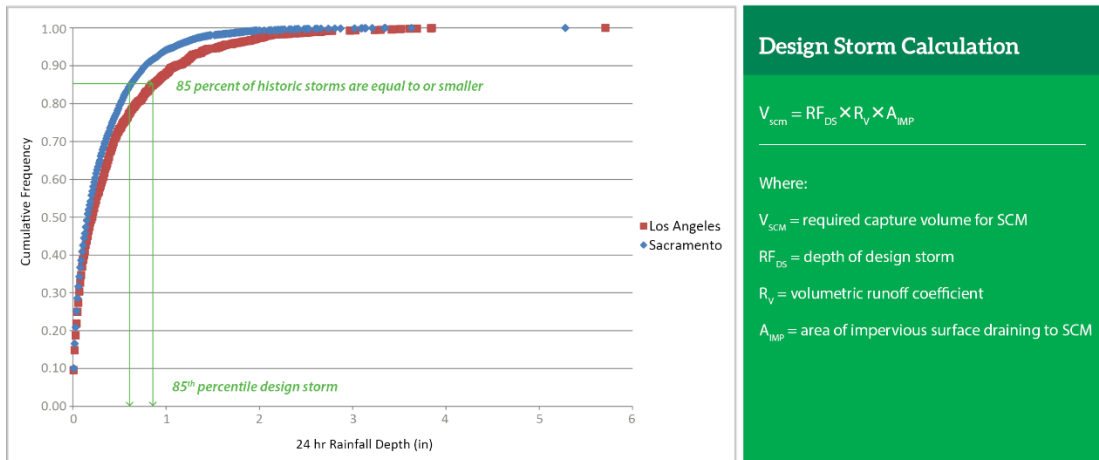 1.00
0.90
0.80
0.70
0.60
0.50
0.40
0.30
0.20
0.10
0.00
Cumulative Frequency
85 percent of historic storms are equal to or smaller
85th percentile design storm
0 1 2 3 4 5 6
24 hr Rainfall Depth (in)
Los Angeles
Sacramento
Design Storm Calculation
Vscm = RFDS × RV × AIMP
Where:
VSCM = required capture volume for SCM
RFDS = depth of design storm
RV = volumetric runoff coefficient
AIMP = area of impervious surface draining to SCM